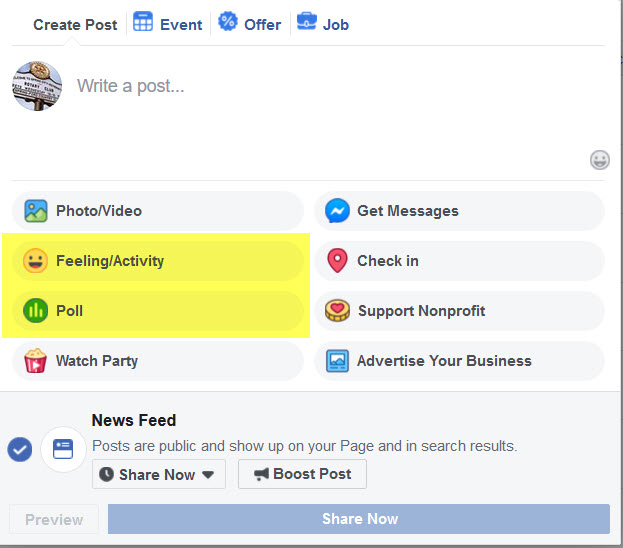 Create Post Event Offer Job
Write a post...
Photo/Video Get Messages
Feeling/Activity Check in
Poll Support Nonprofit
Watch Party Advertise Your Business
News Feed
Posts are public and show up on your Page and in search results.
Share Now Boost Post
Preview Share Now